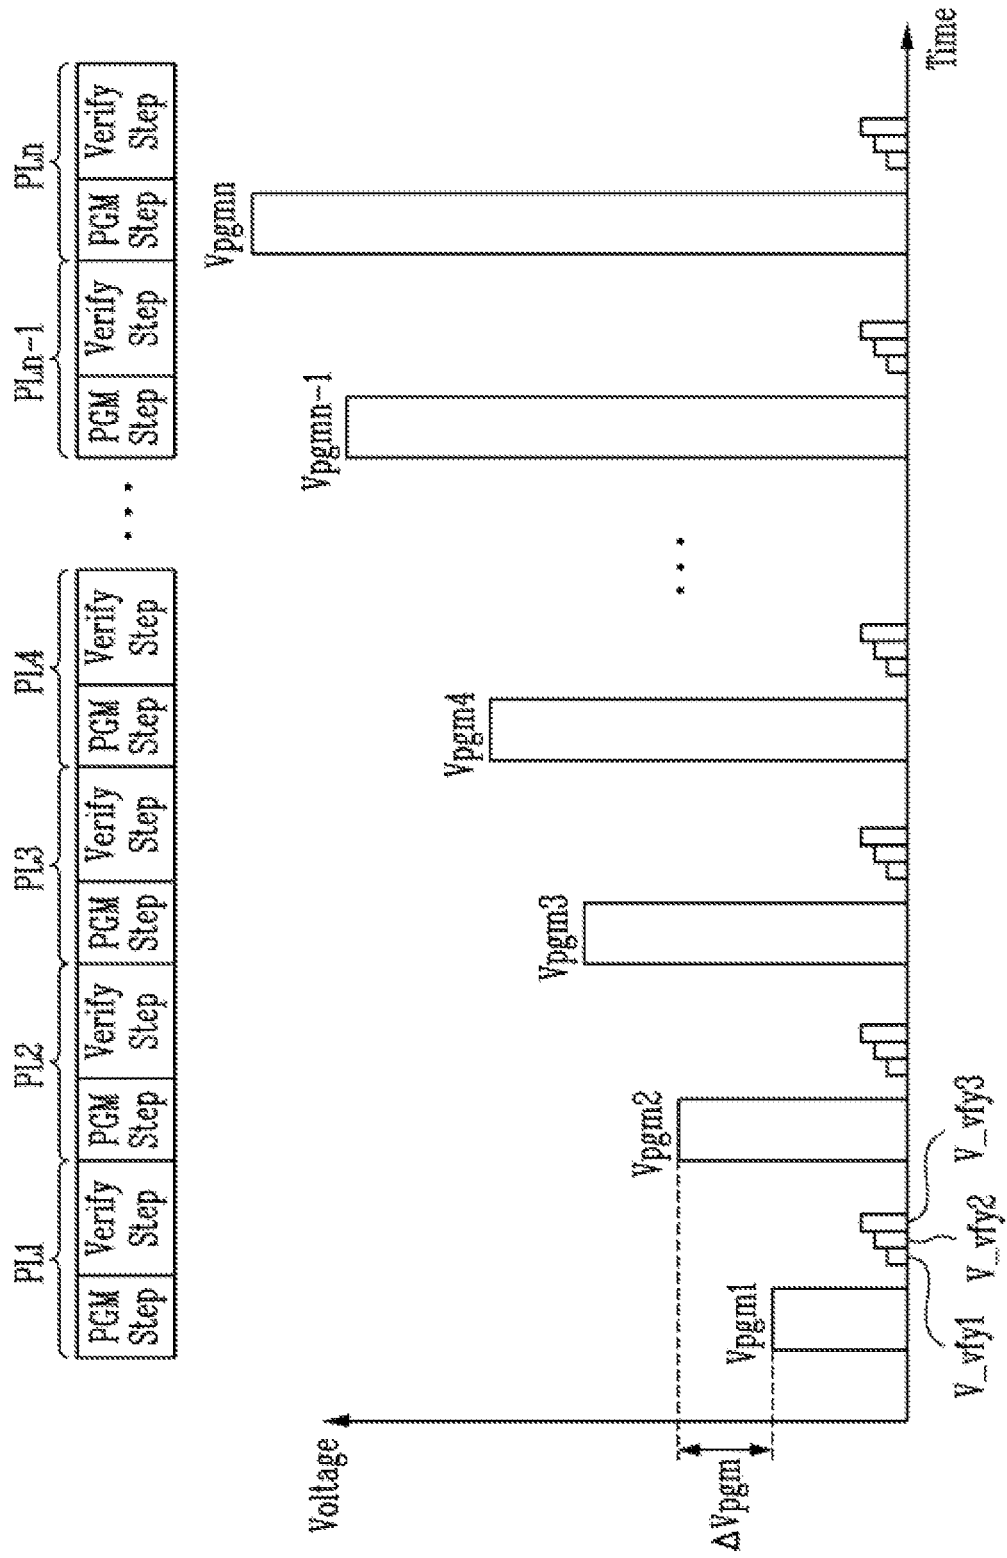 PL1
PL2
PL3
PL4
PLn-1
PLn
PGM Step
Verify Step
PGM Step
Verify Step
PGM Step
Verify Step
PGM Step
Verify Step
• • •
PGM Step
Verify Step
PGM Step
Verify Step
Voltage
Vpgmn
Vpgmn-1
Vpgm4
Vpgm3
Vpgm2
Vpgm1
ΔVpgm
• • •
Time
V_vfy1
V_vfy2
V_vfy3